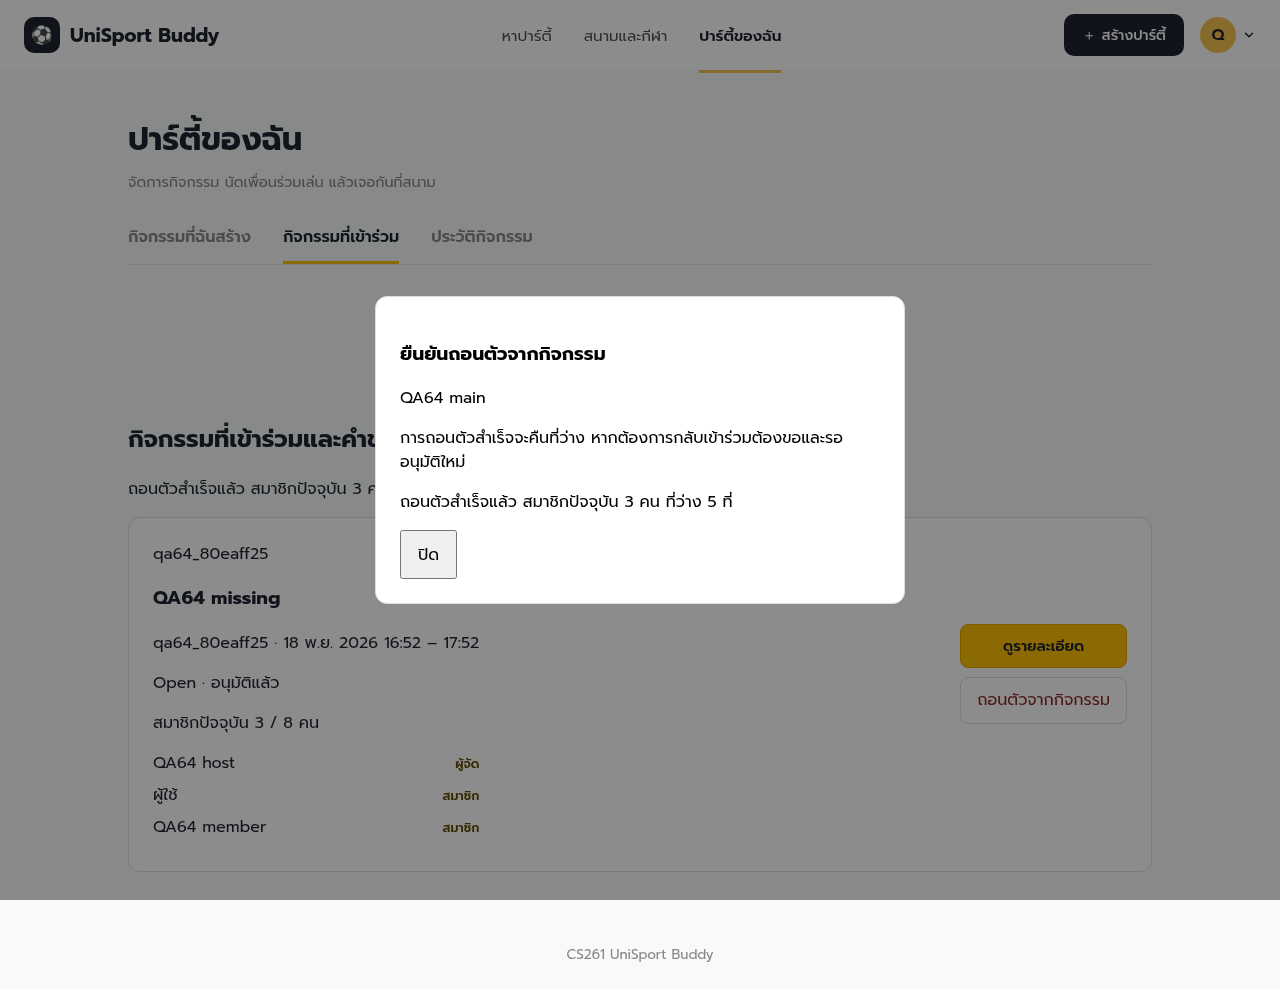 UniSport Buddy
หาปาร์ตี้
สนามและกีฬา
ปาร์ตี้ของฉัน
+ สร้างปาร์ตี้
Q
ปาร์ตี้ของฉัน
จัดการกิจกรรม นัดเพื่อนร่วมเล่น แล้วเจอกันที่สนาม
กิจกรรมที่ฉันสร้าง
กิจกรรมที่เข้าร่วม
ประวัติกิจกรรม
ยืนยันถอนตัวจากกิจกรรม
QA64 main
การถอนตัวสำเร็จจะคืนที่ว่าง หากต้องการกลับเข้าร่วมต้องขอและรอ
อนุมัติใหม่
ถอนตัวสำเร็จแล้ว สมาชิกปัจจุบัน 3 คน ที่ว่าง 5 ที่
ปิด
กิจกรรมที่เข้าร่วมและคำข
ถอนตัวสำเร็จแล้ว สมาชิกปัจจุบัน 3 ค
qa64_80eaff25
QA64 missing
qa64_80eaff25 · 18 พ.ย. 2026 16:52 – 17:52
Open · อนุมัติแล้ว
สมาชิกปัจจุบัน 3 / 8 คน
QA64 host ผู้จัด
ผู้ใช้ สมาชิก
QA64 member สมาชิก
ดูรายละเอียด
ถอนตัวจากกิจกรรม
CS261 UniSport Buddy